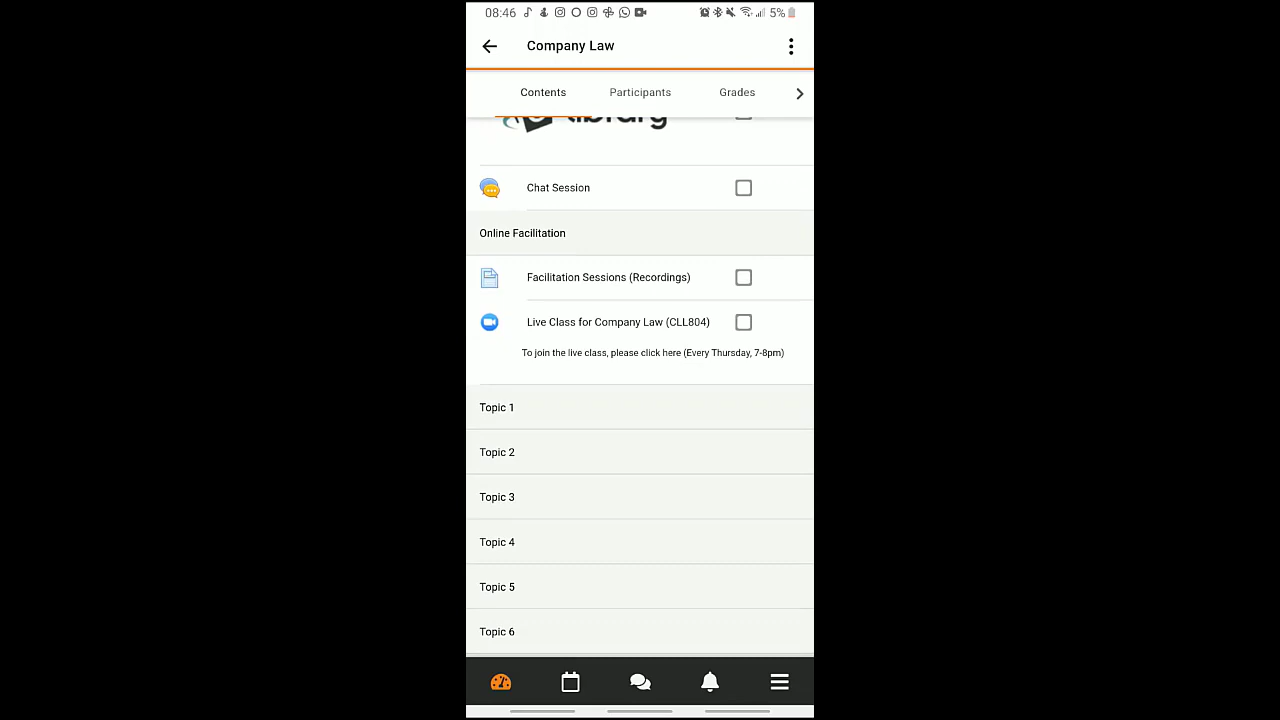 08:46
5%
Company Law
Contents Participants Grades
library
Chat Session
Online Facilitation
Facilitation Sessions (Recordings)
Live Class for Company Law (CLL804)
To join the live class, please click here (Every Thursday, 7-8pm)
Topic 1
Topic 2
Topic 3
Topic 4
Topic 5
Topic 6